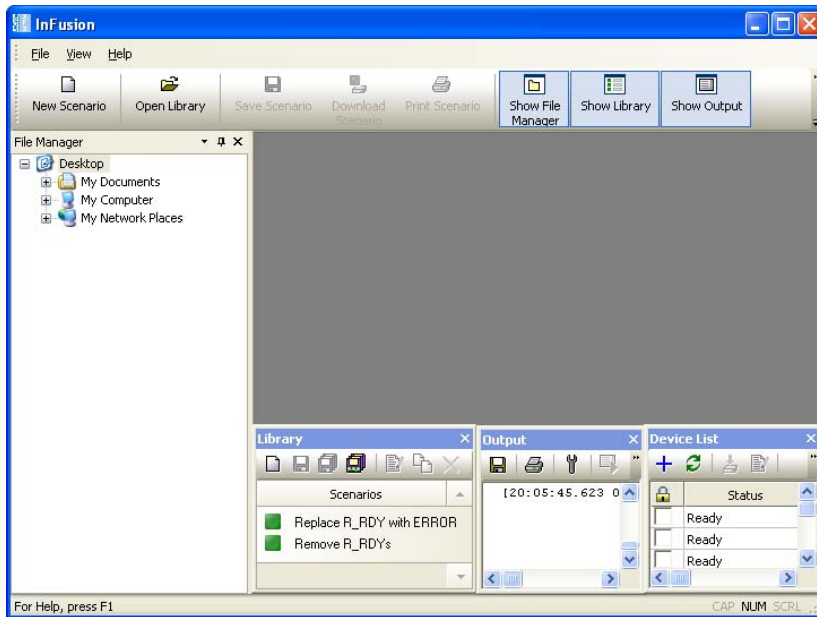 InFusion
File View Help
New Scenario Open Library Save Scenario Download Scenario Print Scenario Show File Manager Show Library Show Output
File Manager
Desktop
My Documents
My Computer
My Network Places
Library
Scenarios
Replace R_RDY with ERROR
Remove R_RDYs
Output
[20:05:45.623 0
Device List
Status
Ready
Ready
Ready
For Help, press F1
CAP NUM SCRL